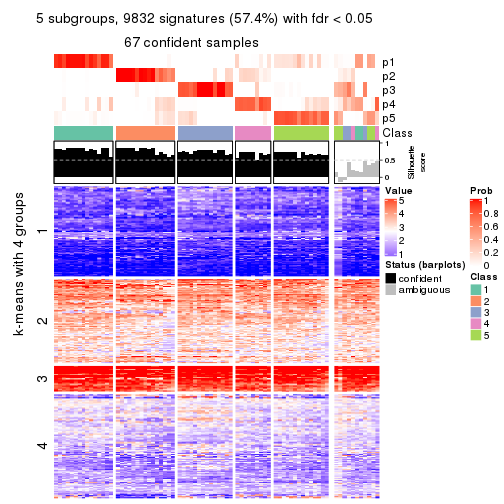 5 subgroups, 9832 signatures (57.4%) with fdr < 0.05
67 confident samples
p1
p2
p3
p4
p5
Class
1
0.5
0
Silhouette
score
k-means with 4 groups
1
2
3
4
Value
5
4
3
2
1
Status (barplots)
confident
ambiguous
Prob
1
0.8
0.6
0.4
0.2
0
Class
1
2
3
4
5